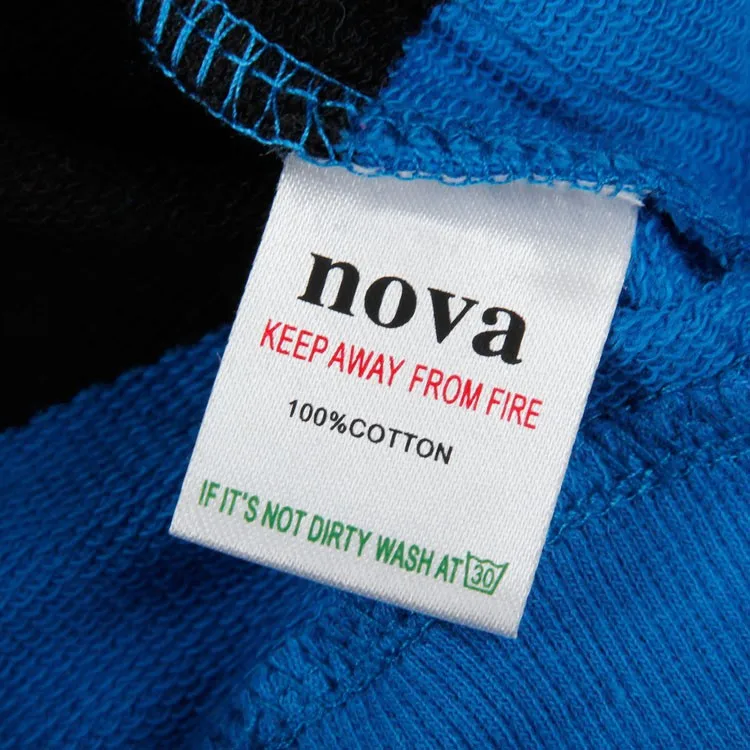 nova
KEEP AWAY FROM FIRE
100%COTTON
IF IT'S NOT DIRTY WASH AT 30